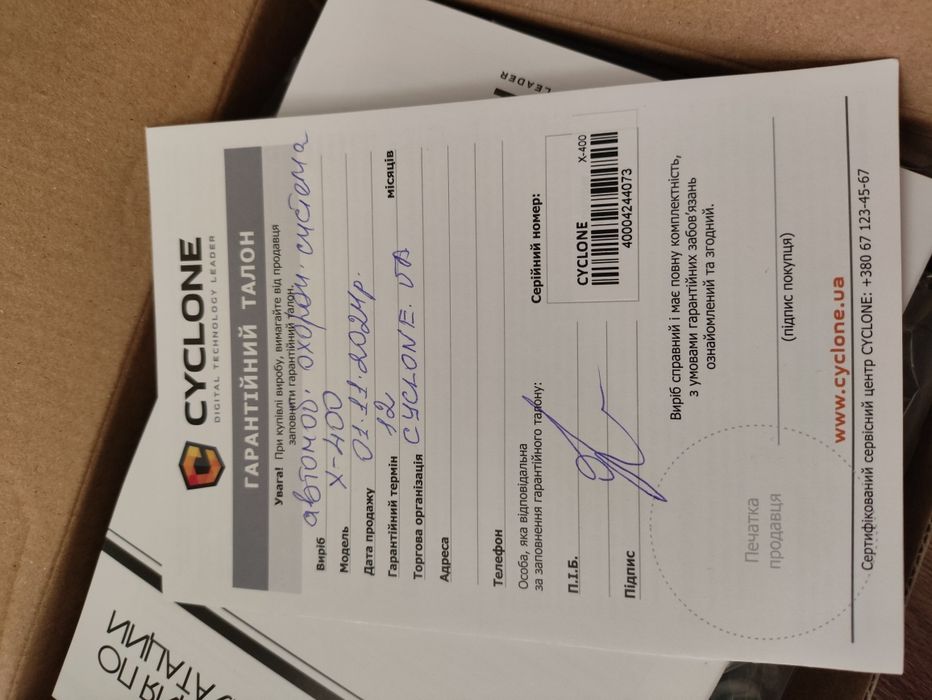 CYCLONE
DIGITAL TECHNOLOGY LEADER
ГАРАНТІЙНИЙ ТАЛОН
Увага! При купівлі виробу, вимагайте від продавця
заповнити гарантійний талон.
Виріб автомоб. охорон. система
Модель X-400
Дата продажу 01.11.2024р.
Гарантійний термін 12 місяців
Торгова організація CYCLONE. UA
Адреса
Телефон
Особа, яка відповідальна
за заповнення гарантійного талону:
П.І.Б.
Підпис
Серійний номер:
CYCLONE
X-400
40004244073
Виріб справний і має повну комплектність,
з умовами гарантійних забов'язань
ознайомлений та згодний.
(підпис покупця)
Печатка
продавця
www.cyclone.ua
Сертифікований сервісний центр CYCLONE: +380 67 123-45-67
LEADER